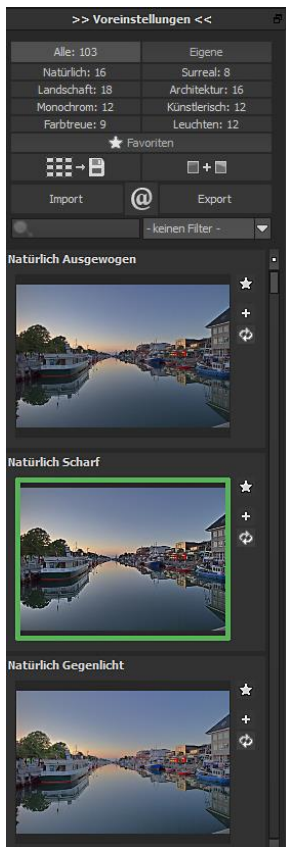 >> Voreinstellungen <<
Alle: 103 Eigene
Natürlich: 16 Surreal: 8
Landschaft: 18 Architektur: 16
Monochrom: 12 Künstlerisch: 12
Farbtreue: 9 Leuchten: 12
Favoriten
Import @ Export
- keinen Filter -
Natürlich Ausgewogen
Natürlich Scharf
Natürlich Gegenlicht